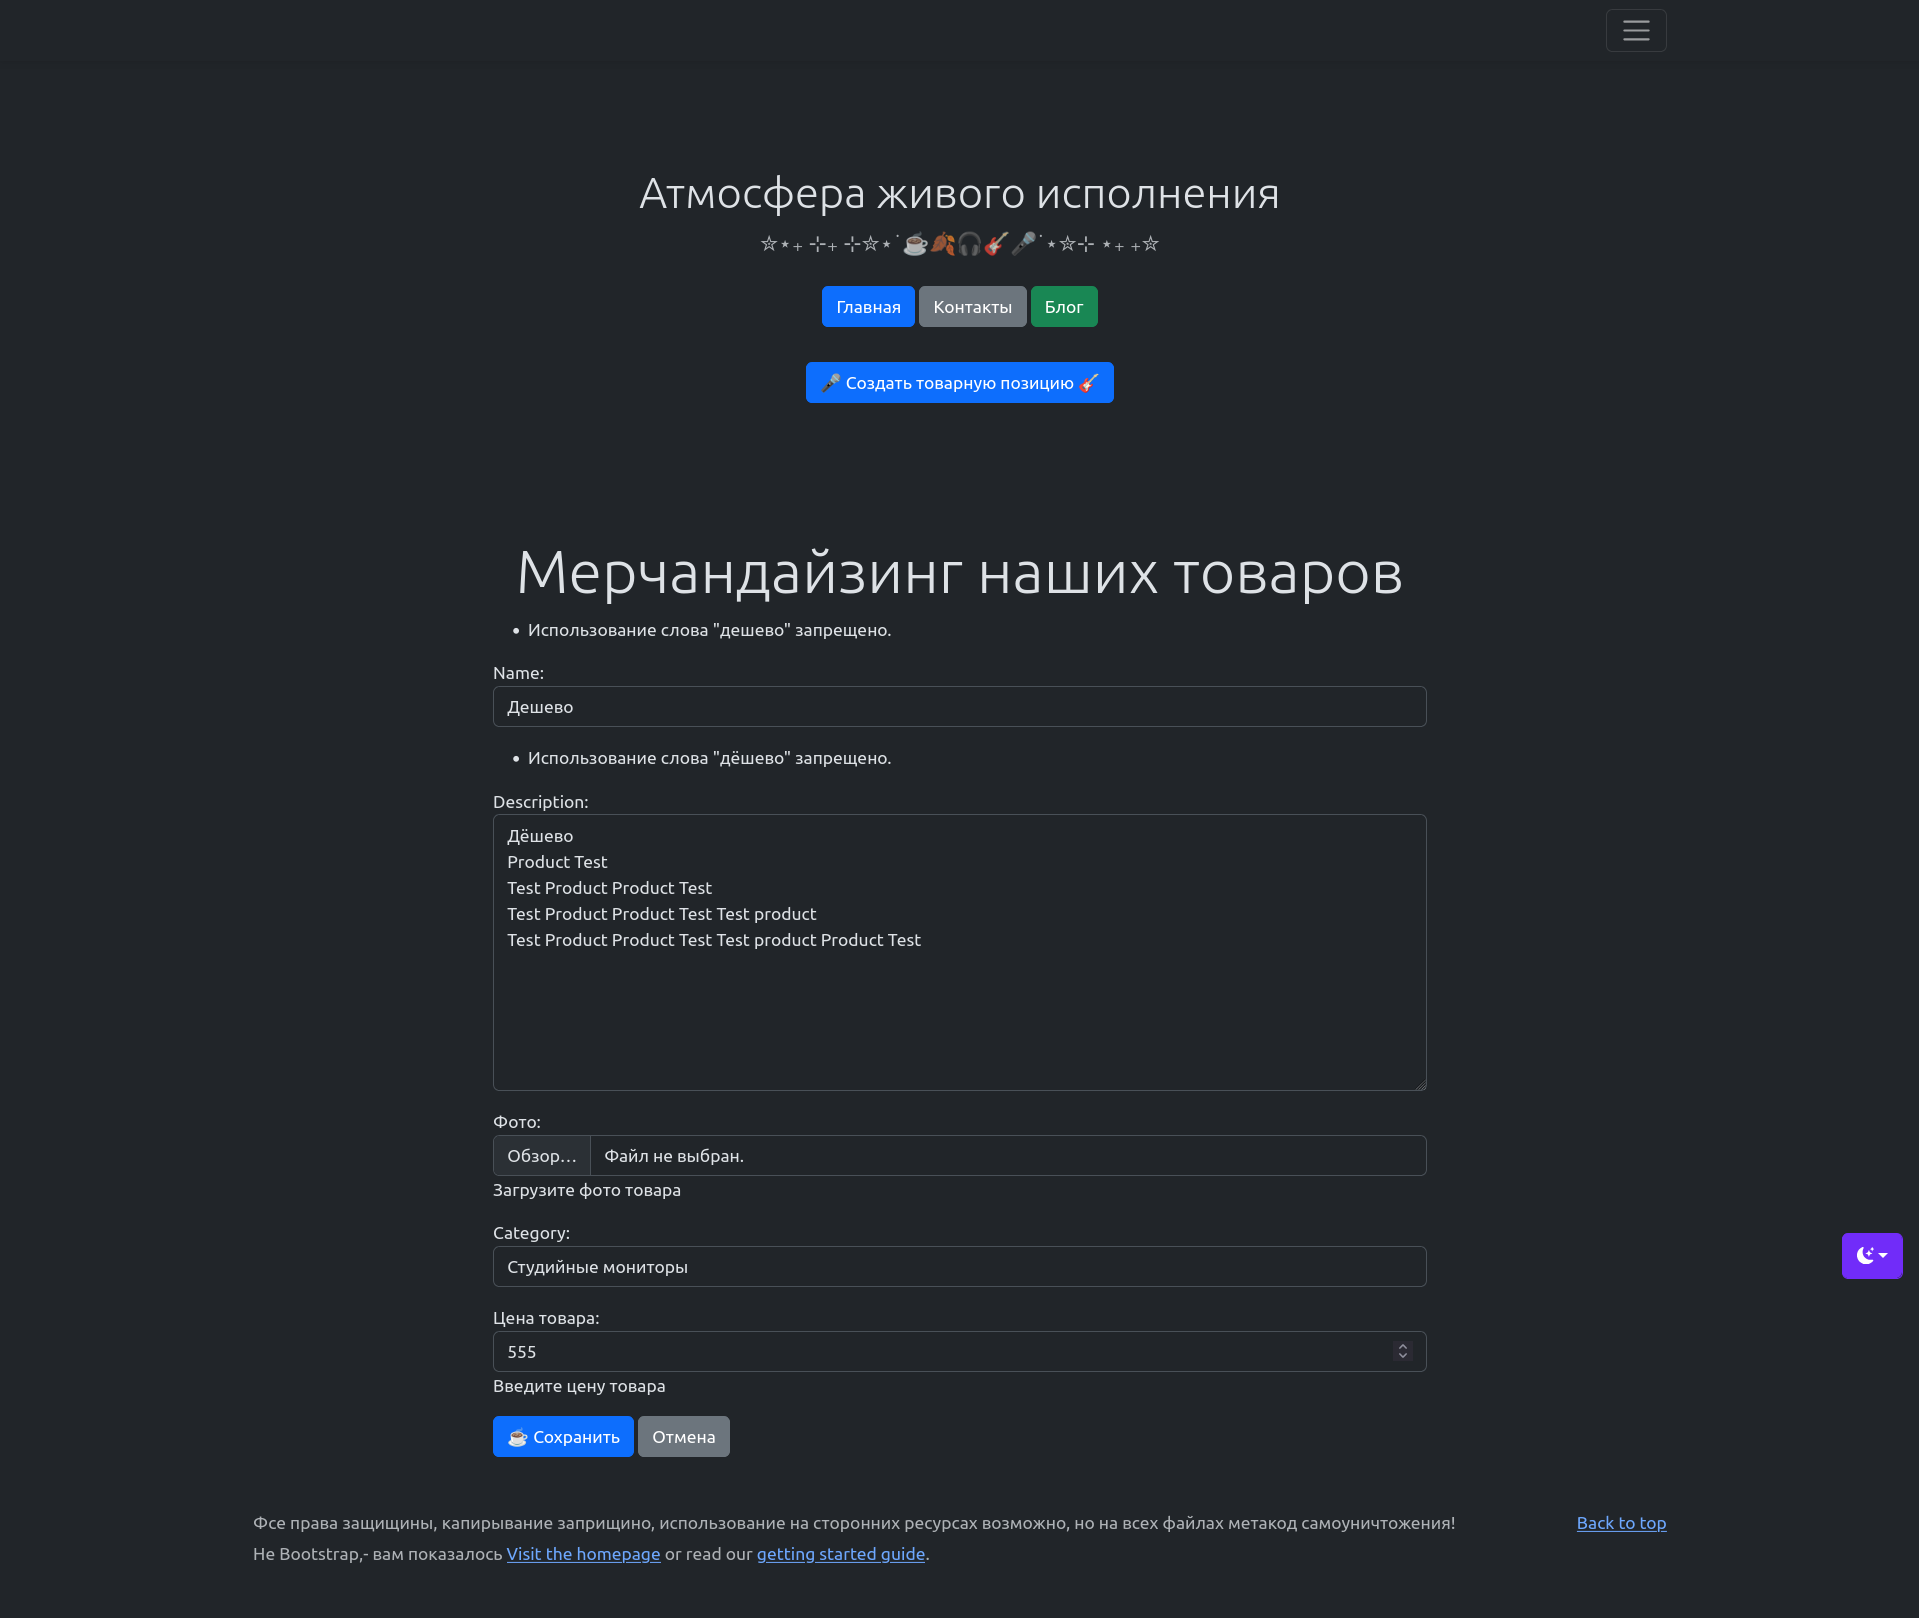 Атмосфера живого исполнения
✮⋆₊ ⊹₊ ⊹✮⋆˙☕🍂🎧🎸🎤˙⋆✮⊹ ⋆₊ ₊✮
Главная Контакты Блог
🎤 Создать товарную позицию 🎸
Мерчандайзинг наших товаров
• Использование слова "дешево" запрещено.
Name:
Дешево
• Использование слова "дёшево" запрещено.
Description:
Дёшево
Product Test
Test Product Product Test
Test Product Product Test Test product
Test Product Product Test Test product Product Test
Фото:
Обзор… Файл не выбран.
Загрузите фото товара
Category:
Студийные мониторы
Цена товара:
555
Введите цену товара
☕ Сохранить Отмена
Фсе права защищины, капирывание заприщино, использование на сторонних ресурсах возможно, но на всех файлах метакод самоуничтожения! Back to top
Не Bootstrap,- вам показалось Visit the homepage or read our getting started guide.